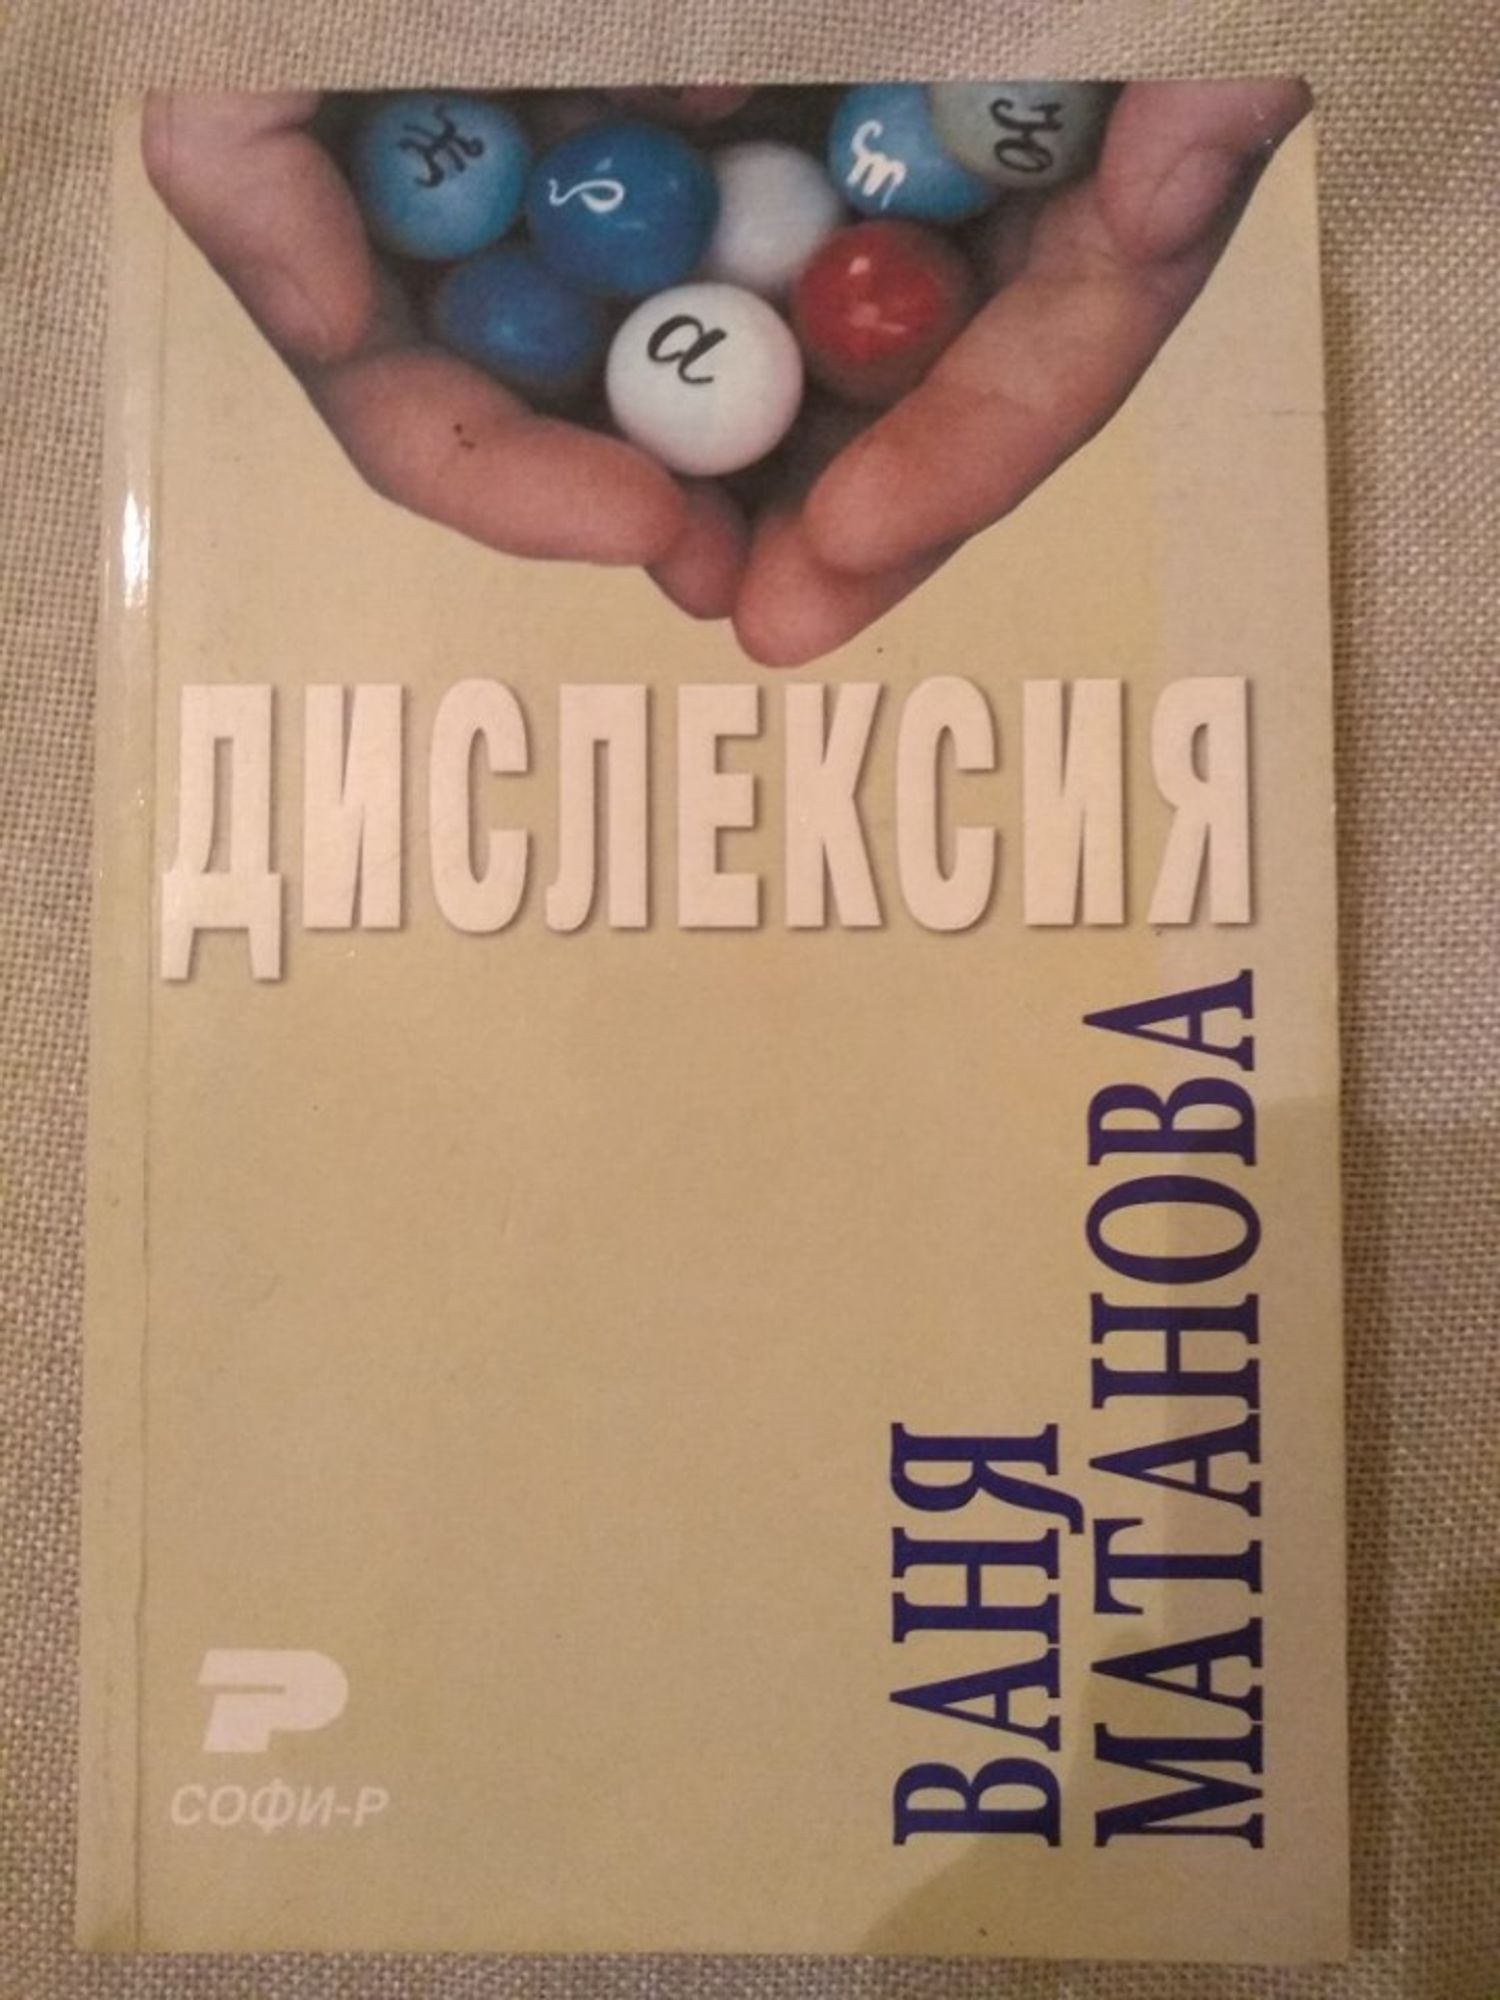 ж
р
ш
ю
а
ДИСЛЕКСИЯ
ВАНЯ
МАТАНОВА
СОФИ-Р